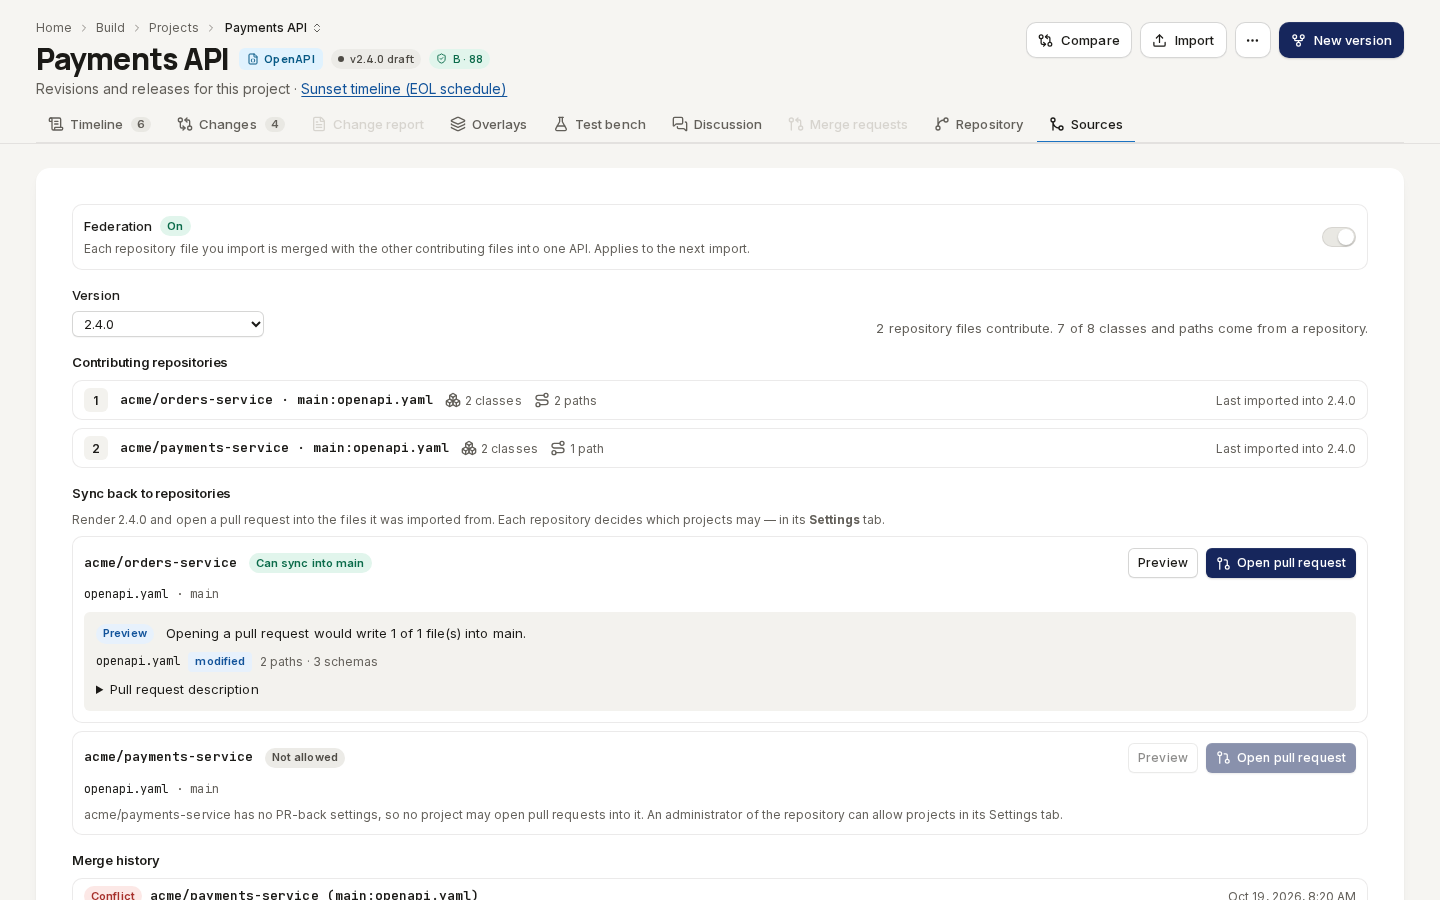 Home Build Projects Payments API
Compare Import New version
Payments API OpenAPI v2.4.0 draft B · 88
Revisions and releases for this project · Sunset timeline (EOL schedule)
Timeline 6 Changes 4 Change report Overlays Test bench Discussion Merge requests Repository Sources
Federation On
Each repository file you import is merged with the other contributing files into one API. Applies to the next import.
Version
2.4.0
2 repository files contribute. 7 of 8 classes and paths come from a repository.
Contributing repositories
1 acme/orders-service · main:openapi.yaml 2 classes 2 paths Last imported into 2.4.0
2 acme/payments-service · main:openapi.yaml 2 classes 1 path Last imported into 2.4.0
Sync back to repositories
Render 2.4.0 and open a pull request into the files it was imported from. Each repository decides which projects may — in its Settings tab.
acme/orders-service Can sync into main Preview Open pull request
openapi.yaml · main
Preview Opening a pull request would write 1 of 1 file(s) into main.
openapi.yaml modified 2 paths · 3 schemas
Pull request description
acme/payments-service Not allowed Preview Open pull request
openapi.yaml · main
acme/payments-service has no PR-back settings, so no project may open pull requests into it. An administrator of the repository can allow projects in its Settings tab.
Merge history
Conflict acme/payments-service (main:openapi.yaml) Oct 19, 2026, 8:20 AM